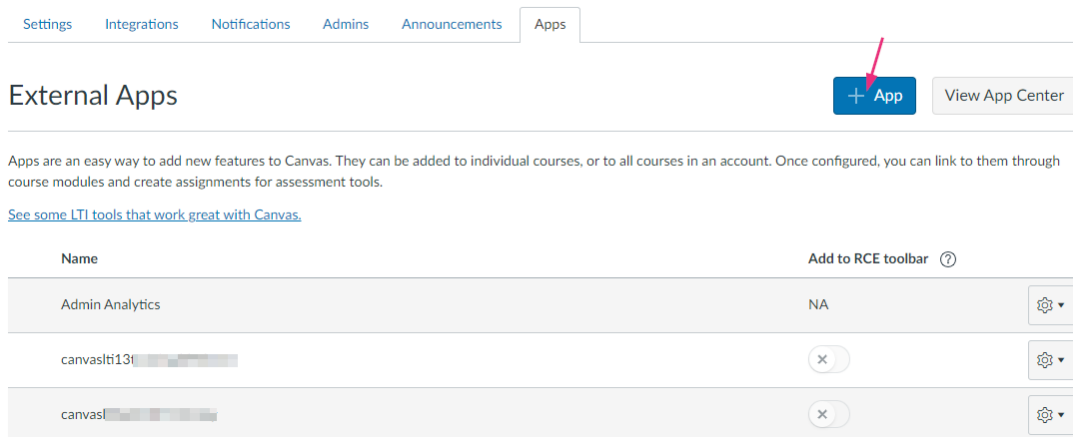 Settings Integrations Notifications Admins Announcements Apps
External Apps
+ App View App Center
Apps are an easy way to add new features to Canvas. They can be added to individual courses, or to all courses in an account. Once configured, you can link to them through
course modules and create assignments for assessment tools.
See some LTI tools that work great with Canvas.
Name Add to RCE toolbar ?
Admin Analytics NA